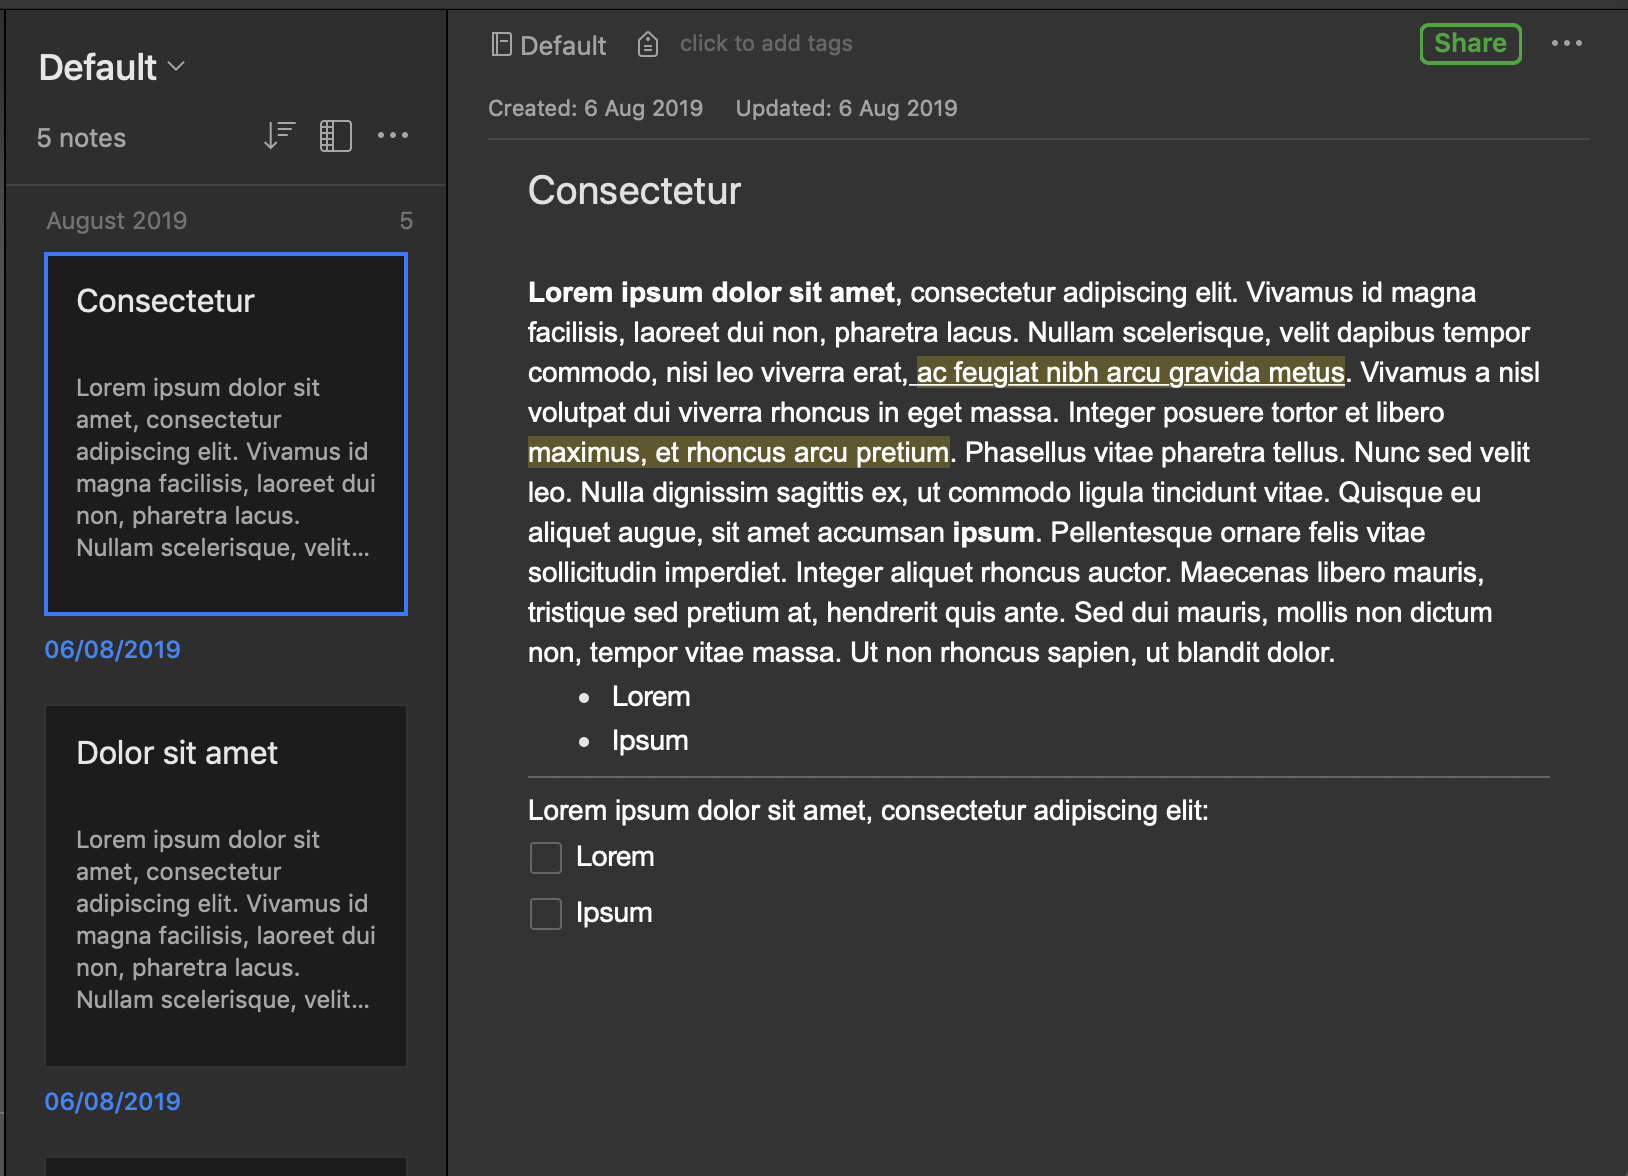 Default
5 notes
August 2019 5
Consectetur
Lorem ipsum dolor sit
amet, consectetur
adipiscing elit. Vivamus id
magna facilisis, laoreet dui
non, pharetra lacus.
Nullam scelerisque, velit...
06/08/2019
Dolor sit amet
Lorem ipsum dolor sit
amet, consectetur
adipiscing elit. Vivamus id
magna facilisis, laoreet dui
non, pharetra lacus.
Nullam scelerisque, velit...
06/08/2019
Default click to add tags Share
Created: 6 Aug 2019 Updated: 6 Aug 2019
Consectetur
Lorem ipsum dolor sit amet, consectetur adipiscing elit. Vivamus id magna
facilisis, laoreet dui non, pharetra lacus. Nullam scelerisque, velit dapibus tempor
commodo, nisi leo viverra erat, ac feugiat nibh arcu gravida metus. Vivamus a nisl
volutpat dui viverra rhoncus in eget massa. Integer posuere tortor et libero
maximus, et rhoncus arcu pretium. Phasellus vitae pharetra tellus. Nunc sed velit
leo. Nulla dignissim sagittis ex, ut commodo ligula tincidunt vitae. Quisque eu
aliquet augue, sit amet accumsan ipsum. Pellentesque ornare felis vitae
sollicitudin imperdiet. Integer aliquet rhoncus auctor. Maecenas libero mauris,
tristique sed pretium at, hendrerit quis ante. Sed dui mauris, mollis non dictum
non, tempor vitae massa. Ut non rhoncus sapien, ut blandit dolor.
• Lorem
• Ipsum
Lorem ipsum dolor sit amet, consectetur adipiscing elit:
Lorem
Ipsum